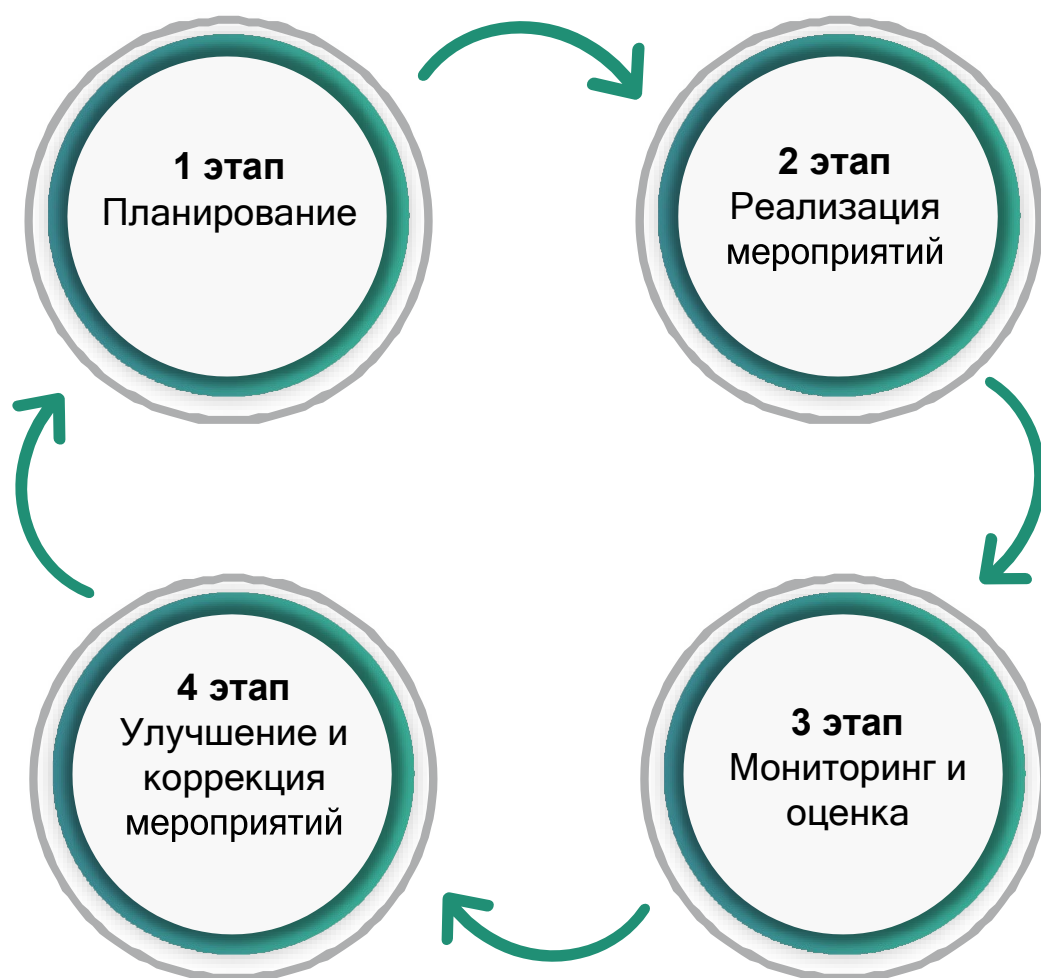 1 этап
Планирование
2 этап
Реализация
мероприятий
3 этап
Мониторинг и
оценка
4 этап
Улучшение и
коррекция
мероприятий